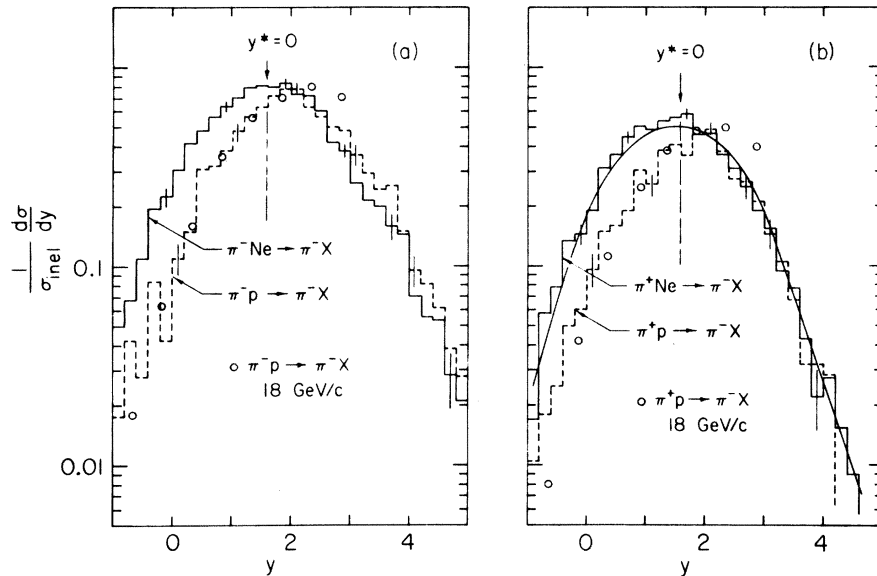 y* = 0
(a)
y* = 0
(b)
1
σinel
dσ
dy
0.1
0.01
π⁻Ne → π⁻X
π⁻p → π⁻X
○ π⁻p → π⁻X
18 GeV/c
π⁺Ne → π⁻X
π⁺p → π⁻X
○ π⁺p → π⁻X
18 GeV/c
0 2 4
0 2 4
y
y